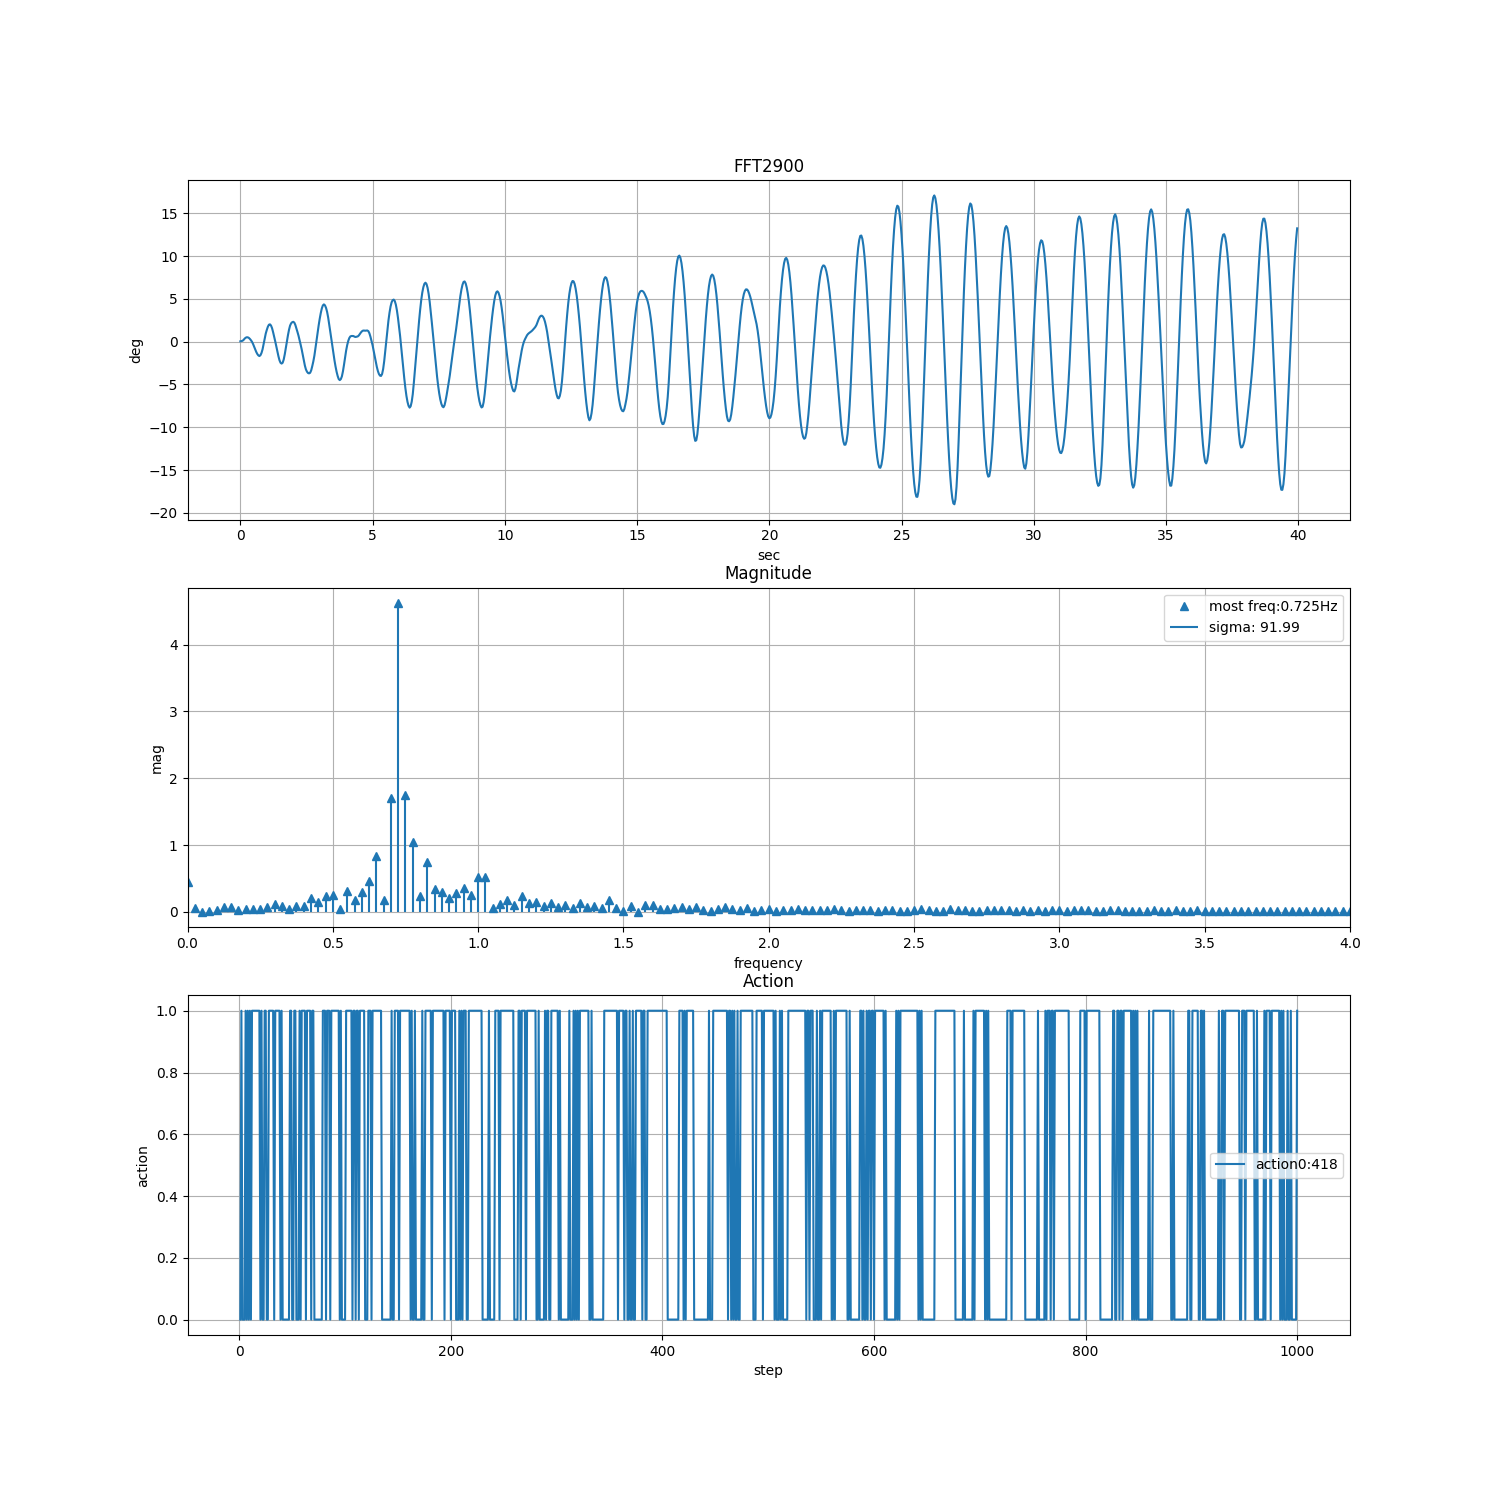 FFT2900
15
10
5
0
−5
−10
−15
−20
deg
0 5 10 15 20 25 30 35 40
sec
Magnitude
most freq:0.725Hz
sigma: 91.99
4
3
2
1
0
mag
0.0 0.5 1.0 1.5 2.0 2.5 3.0 3.5 4.0
frequency
Action
1.0
0.8
0.6
0.4
0.2
0.0
action
action0:418
0 200 400 600 800 1000
step